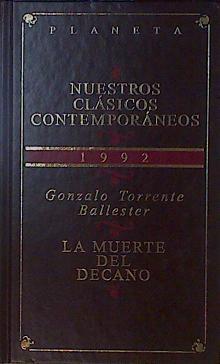 PLANETA
NUESTROS
CLÁSICOS
CONTEMPORÁNEOS
1992
Gonzalo Torrente
Ballester
LA MUERTE
DEL
DECANO